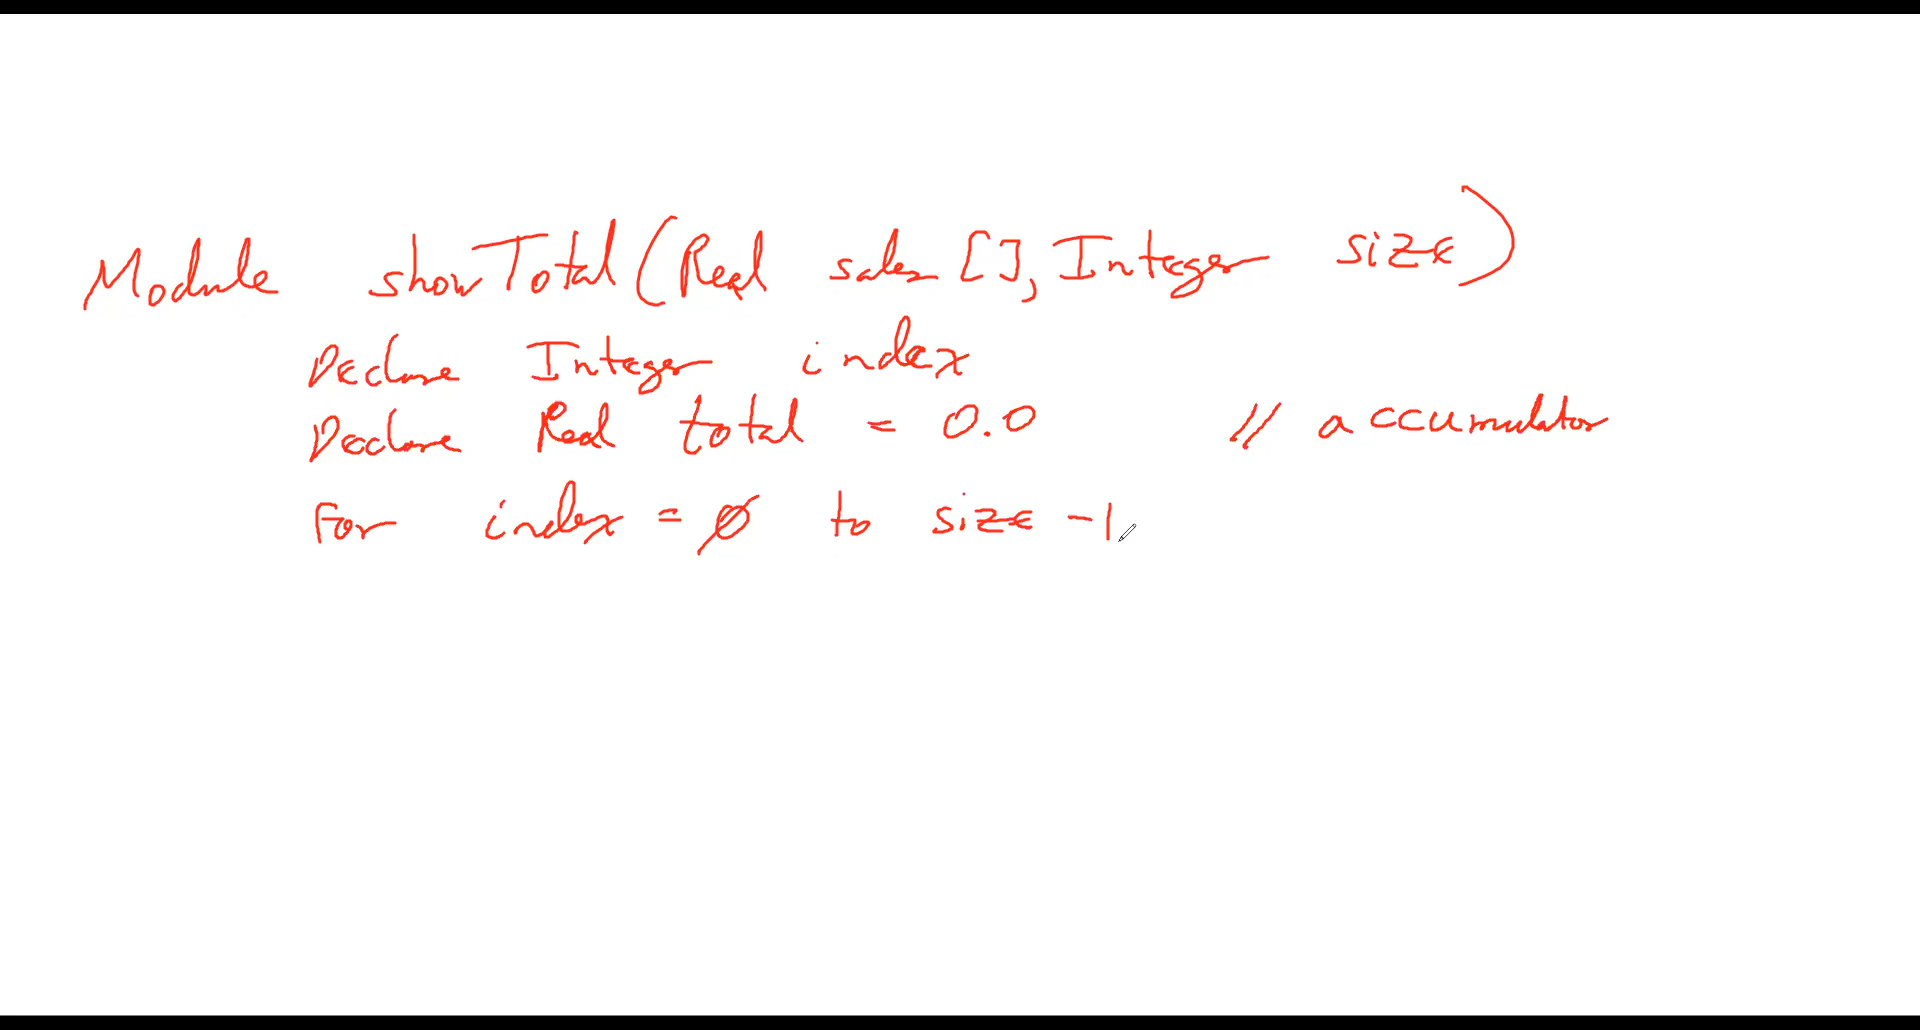 Module showTotal(Real sales[], Integer size)
Declare Integer index
Declare Real total = 0.0 // accumulator
For index = 0 to size -1